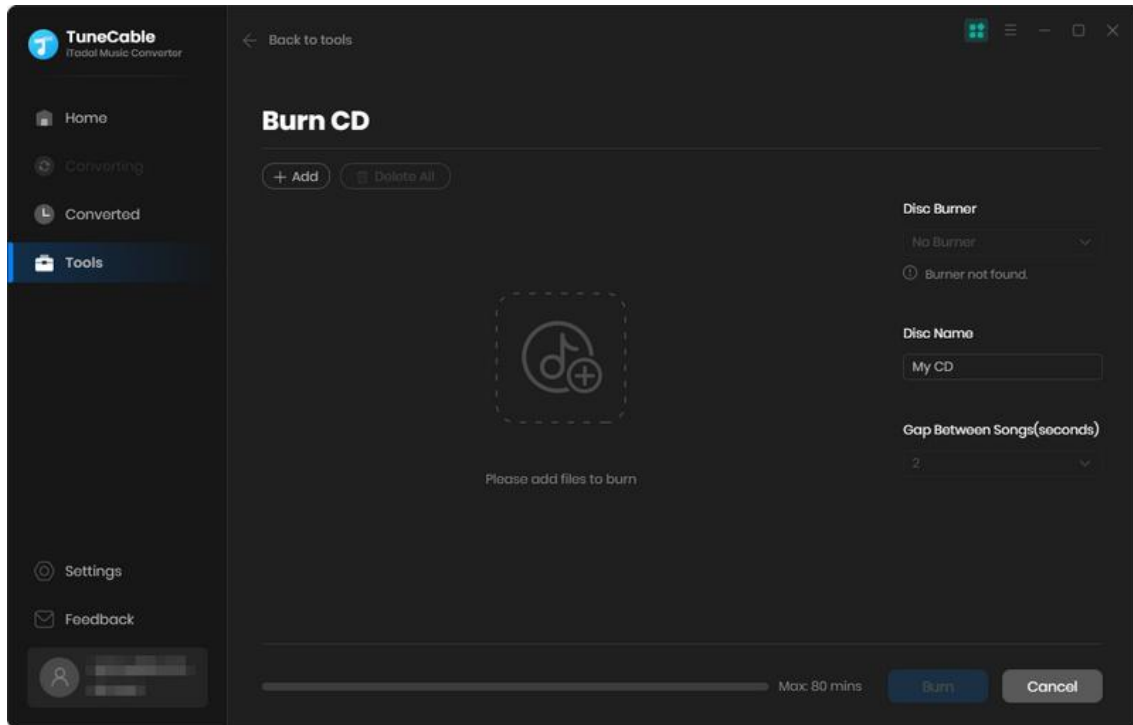 TuneCable
iTadal Music Converter
Back to tools
Home
Converting
Converted
Tools
Burn CD
+ Add
Delete All
Disc Burner
No Burner
Burner not found.
Disc Name
My CD
Gap Between Songs(seconds)
2
Please add files to burn
Settings
Feedback
Max: 80 mins
Burn
Cancel